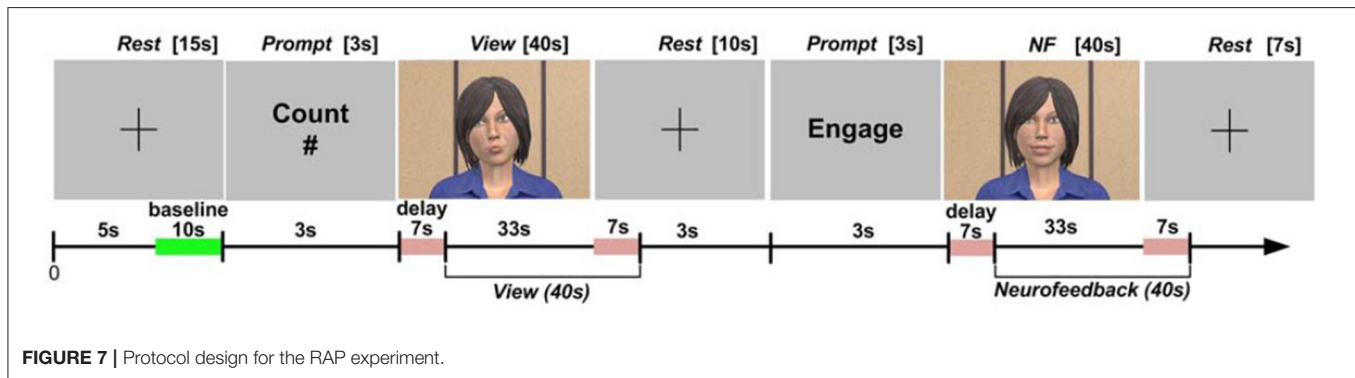 Rest [15s] Prompt [3s] View [40s] Rest [10s] Prompt [3s] NF [40s] Rest [7s]
Count
#
Engage
baseline delay delay
5s 10s 3s 7s 33s 7s 3s 3s 7s 33s 7s
0
View (40s) Neurofeedback (40s)
FIGURE 7 | Protocol design for the RAP experiment.